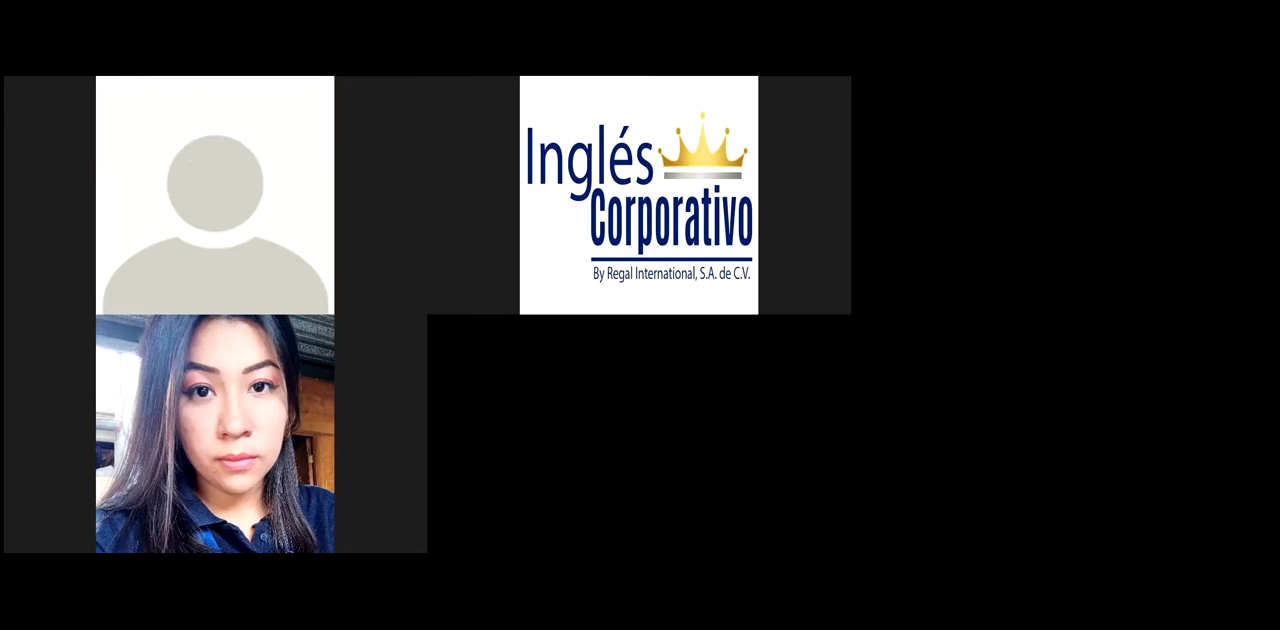 Inglés
Corporativo
By Regal International, S.A. de C.V.